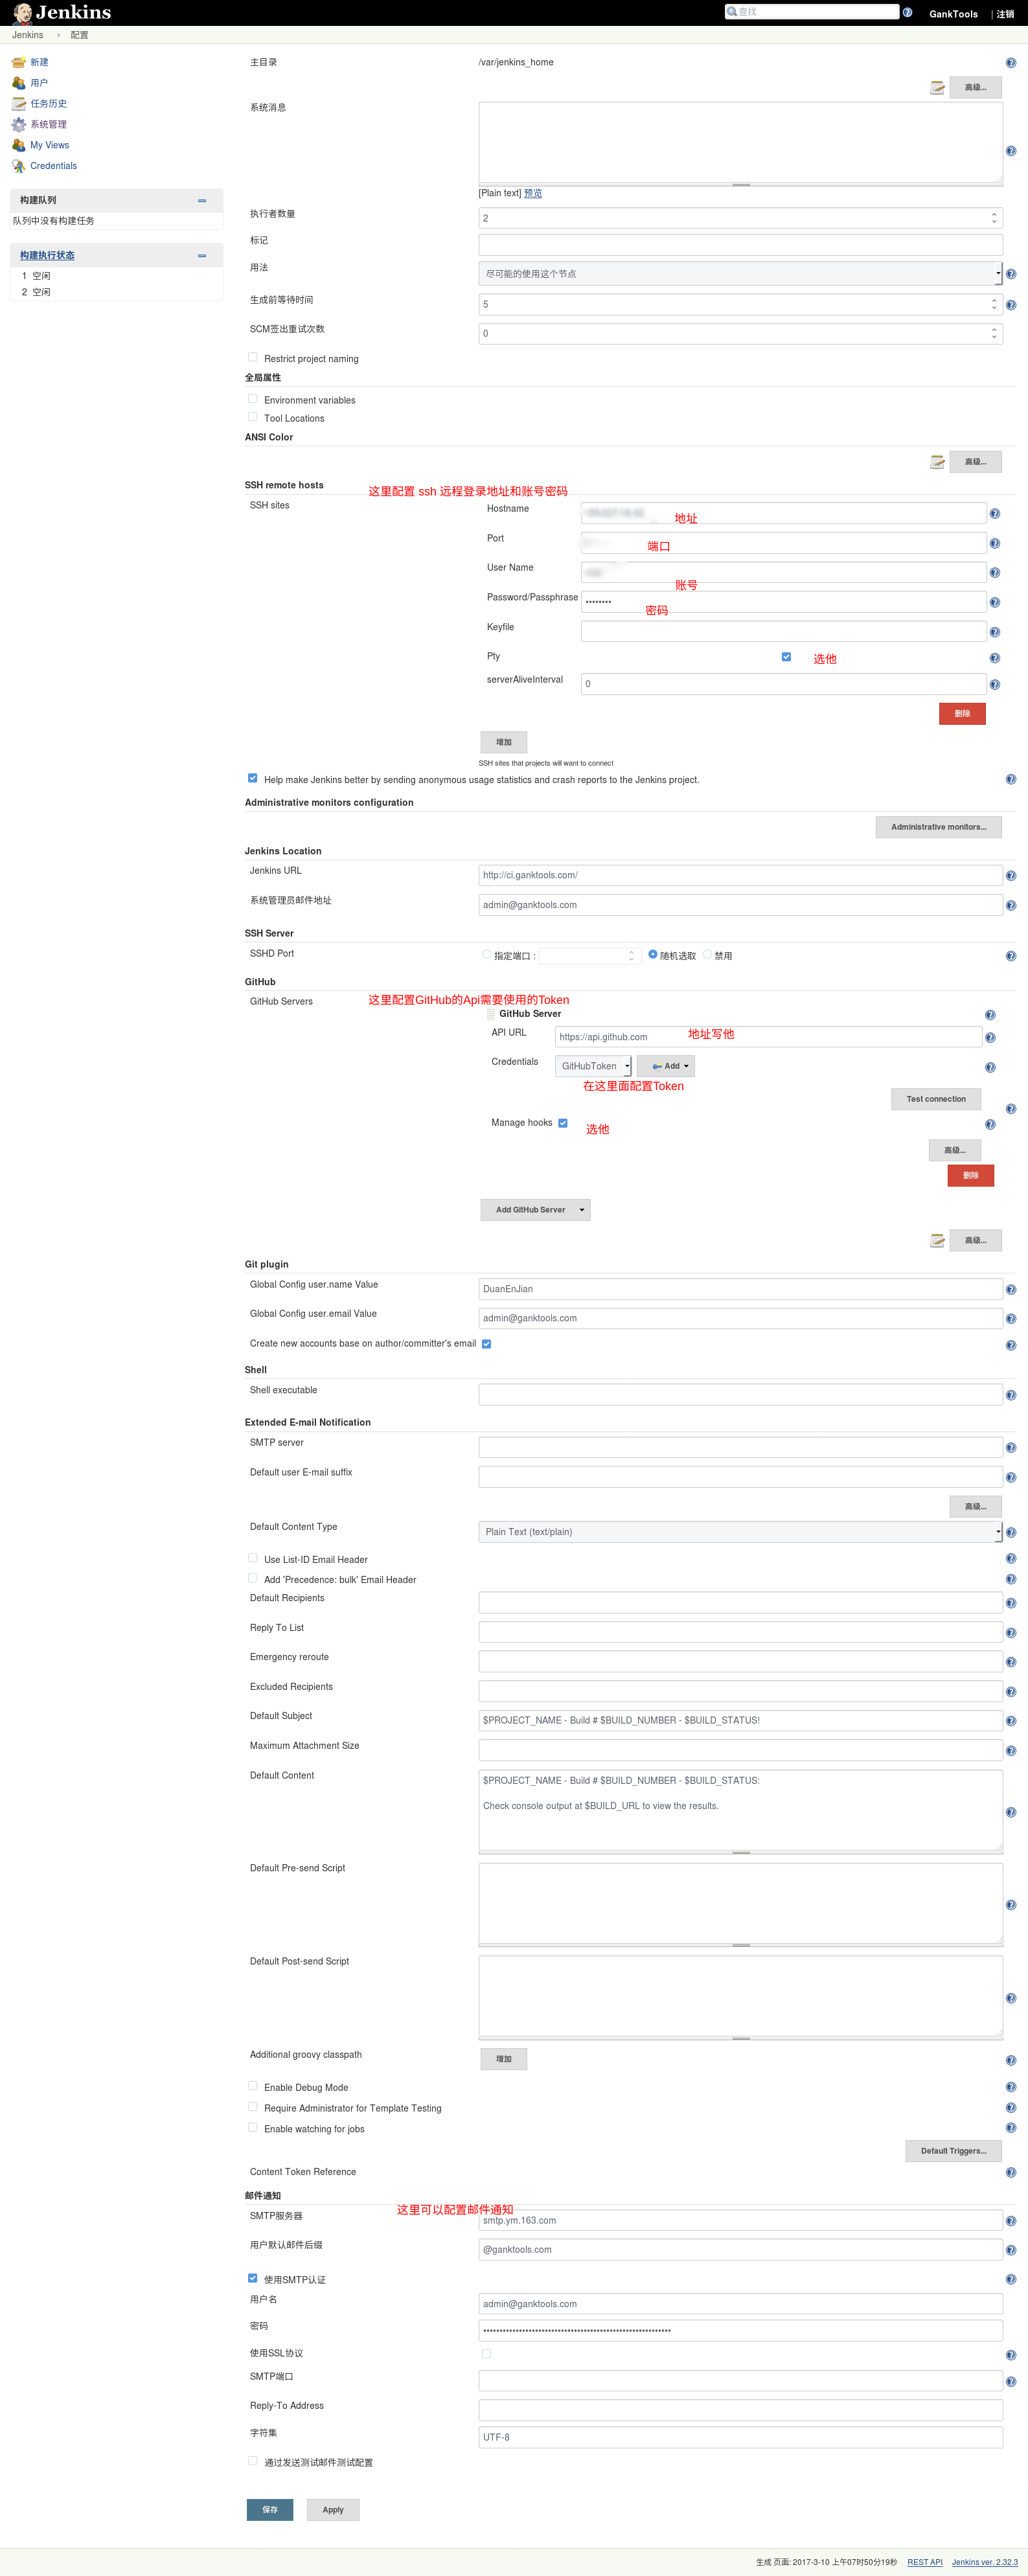 Jenkins
查找
GankTools
| 注销
Jenkins › 配置
新建
用户
任务历史
系统管理
My Views
Credentials
构建队列
队列中没有构建任务
构建执行状态
1 空闲
2 空闲
主目录
/var/jenkins_home
高级...
系统消息
[Plain text] 预览
执行者数量
2
标记
用法
尽可能的使用这个节点
生成前等待时间
5
SCM签出重试次数
0
Restrict project naming
全局属性
Environment variables
Tool Locations
ANSI Color
高级...
SSH remote hosts
这里配置 ssh 远程登录地址和账号密码
SSH sites
Hostname
地址
Port
端口
User Name
账号
Password/Passphrase
••••••••
密码
Keyfile
Pty
选他
serverAliveInterval
0
删除
增加
SSH sites that projects will want to connect
Help make Jenkins better by sending anonymous usage statistics and crash reports to the Jenkins project.
Administrative monitors configuration
Administrative monitors...
Jenkins Location
Jenkins URL
http://ci.ganktools.com/
系统管理员邮件地址
admin@ganktools.com
SSH Server
SSHD Port
指定端口 :
随机选取
禁用
GitHub
GitHub Servers
这里配置GitHub的Api需要使用的Token
GitHub Server
API URL
https://api.github.com
地址写他
Credentials
GitHubToken
Add
在这里面配置Token
Test connection
Manage hooks
选他
高级...
删除
Add GitHub Server
高级...
Git plugin
Global Config user.name Value
DuanEnJian
Global Config user.email Value
admin@ganktools.com
Create new accounts base on author/committer's email
Shell
Shell executable
Extended E-mail Notification
SMTP server
Default user E-mail suffix
高级...
Default Content Type
Plain Text (text/plain)
Use List-ID Email Header
Add 'Precedence: bulk' Email Header
Default Recipients
Reply To List
Emergency reroute
Excluded Recipients
Default Subject
$PROJECT_NAME - Build # $BUILD_NUMBER - $BUILD_STATUS!
Maximum Attachment Size
Default Content
$PROJECT_NAME - Build # $BUILD_NUMBER - $BUILD_STATUS:
Check console output at $BUILD_URL to view the results.
Default Pre-send Script
Default Post-send Script
Additional groovy classpath
增加
Enable Debug Mode
Require Administrator for Template Testing
Enable watching for jobs
Default Triggers...
Content Token Reference
邮件通知
这里可以配置邮件通知
SMTP服务器
smtp.ym.163.com
用户默认邮件后缀
@ganktools.com
使用SMTP认证
用户名
admin@ganktools.com
密码
使用SSL协议
SMTP端口
Reply-To Address
字符集
UTF-8
通过发送测试邮件测试配置
保存
Apply
生成 页面: 2017-3-10 上午07时50分19秒
REST API
Jenkins ver. 2.32.3